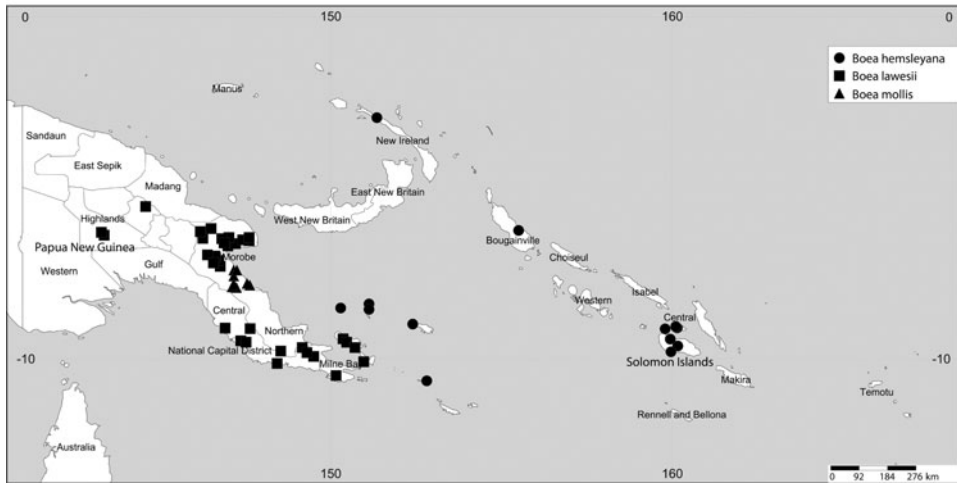 0 150 160 0
Boea hemsleyana
Boea lawesii
Boea mollis
Manus
Sandaun
New Ireland
East Sepik
Madang
East New Britain
West New Britain
Highlands
Bougainville
Papua New Guinea
Morobe
Choiseul
Western
Gulf
Isabel
Western
Central
Central
Northern
National Capital District
-10 Milne Bay Solomon Islands -10
Makira
Temotu
Rennell and Bellona
Australia
150 160
0 92 184 276 km